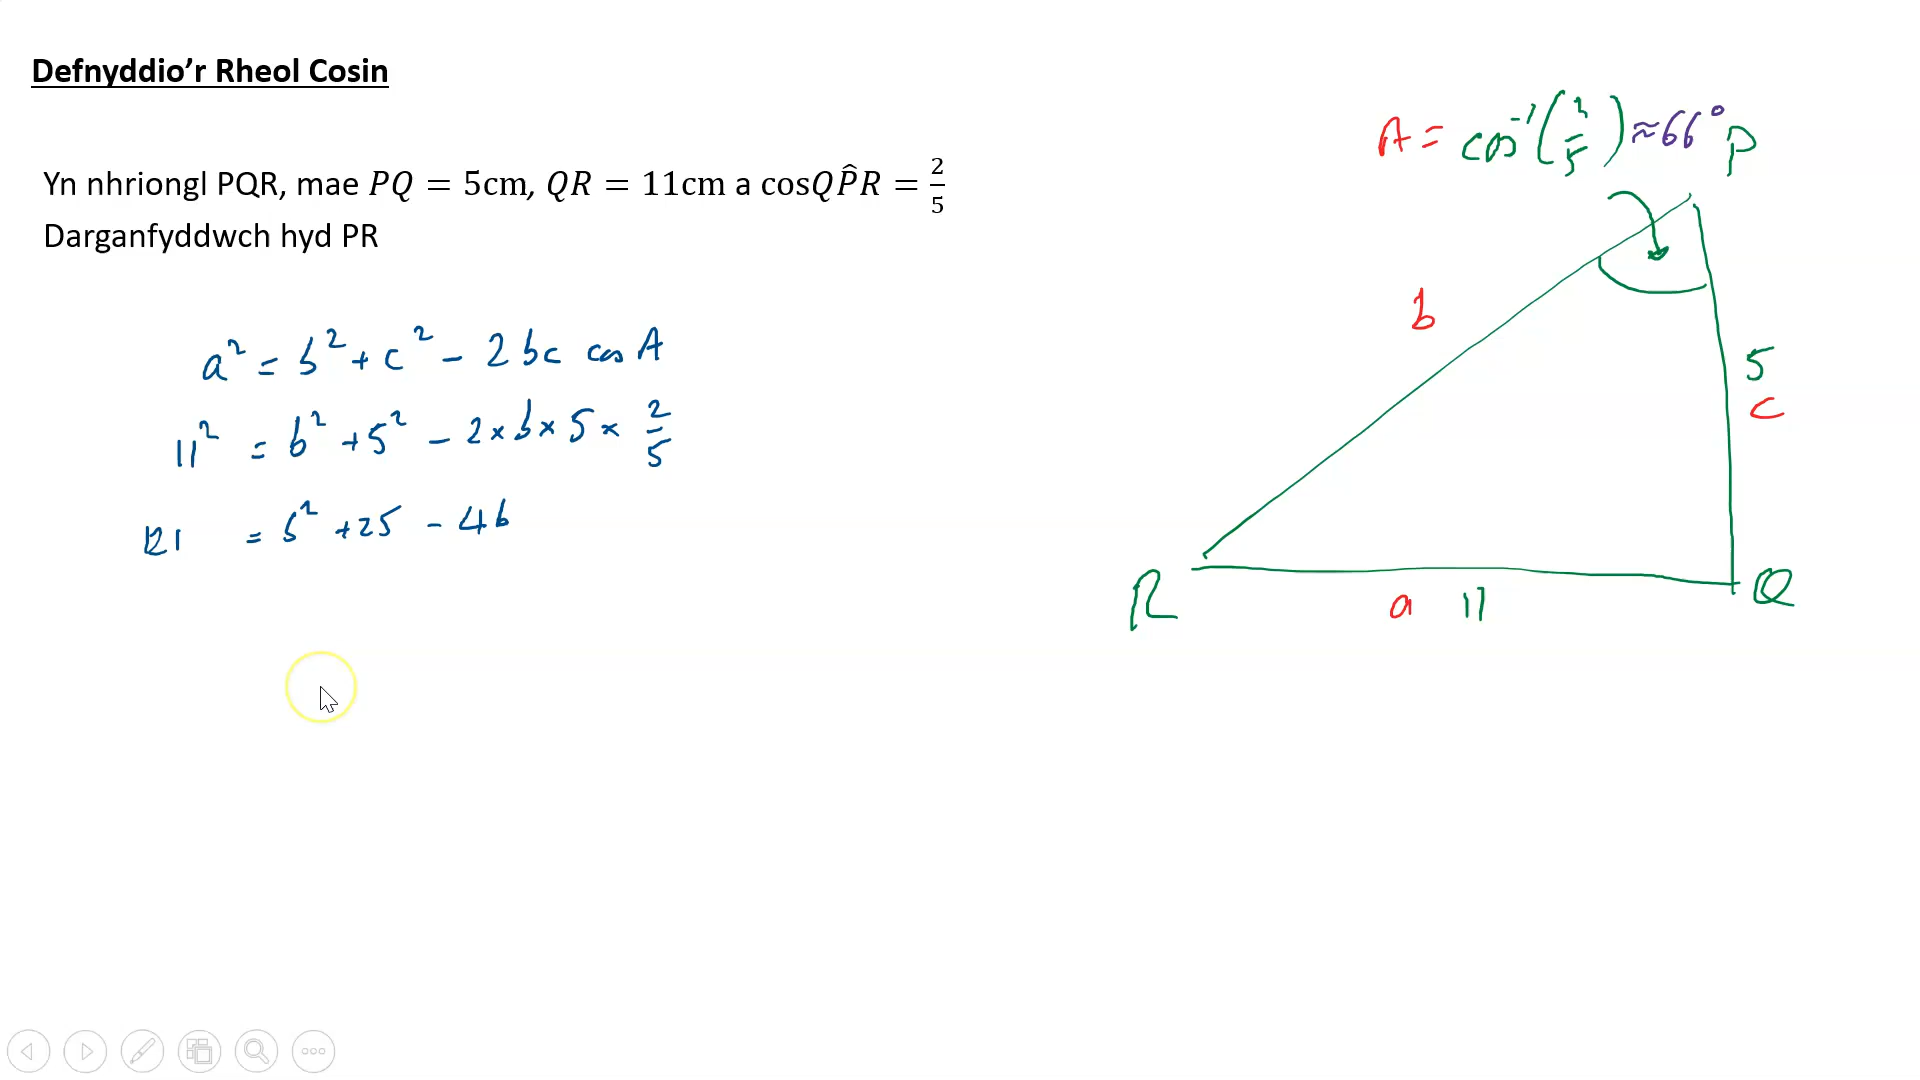 Defnyddio’r Rheol Cosin
Yn nhriongl PQR, mae PQ = 5cm, QR = 11cm a cosQP̂R = 2/5
Darganfyddwch hyd PR
a² = b² + c² - 2bc cos A
11² = b² + 5² - 2 × b × 5 × 2/5
121 = b² + 25 - 4b
A = cos⁻¹(2/5) ≈ 66°
P
b
5
c
R
a 11
Q